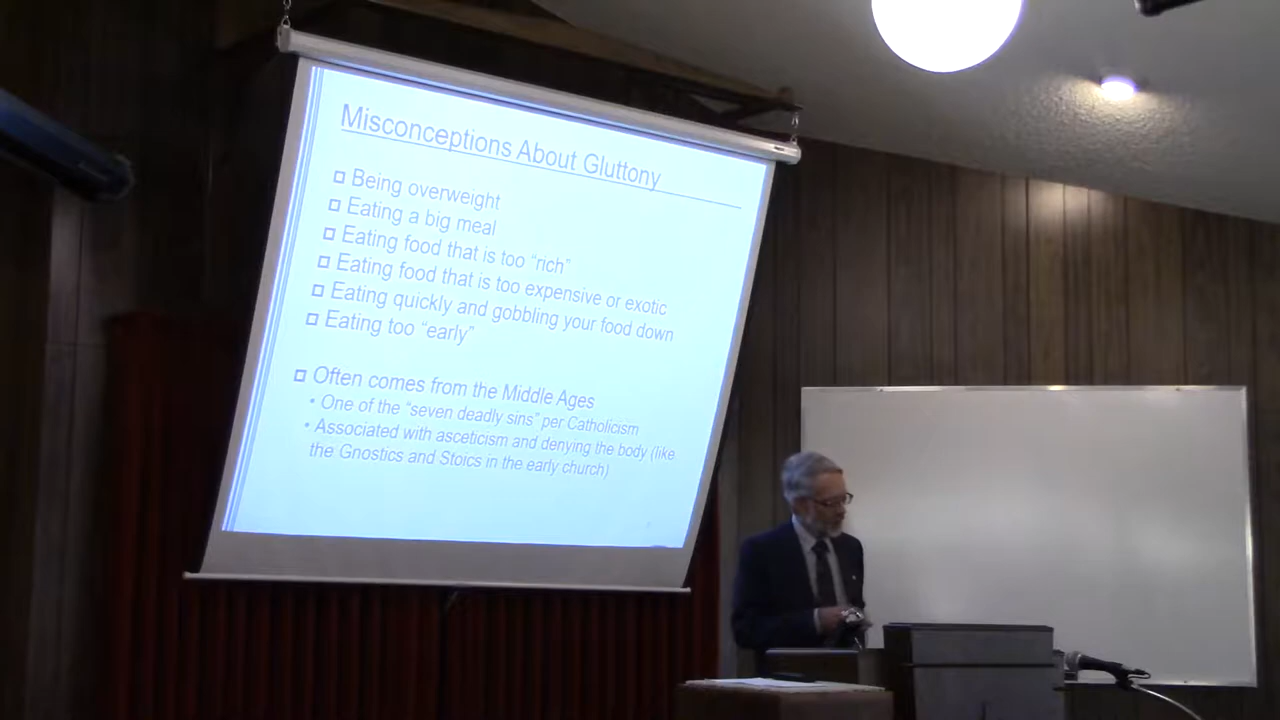 Misconceptions About Gluttony
Being overweight
Eating a big meal
Eating food that is too “rich”
Eating food that is too expensive or exotic
Eating quickly and gobbling your food down
Eating too “early”
Often comes from the Middle Ages
• One of the “seven deadly sins” per Catholicism
• Associated with asceticism and denying the body (like
the Gnostics and Stoics in the early church)